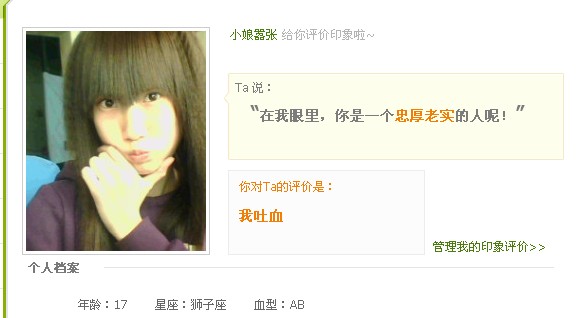 小娘嚣张 给你评价印象啦~
Ta 说：
“在我眼里，你是一个忠厚老实的人呢！”
你对Ta的评价是：
我吐血
管理我的印象评价>>
个人档案
年龄：17 星座：狮子座 血型：AB